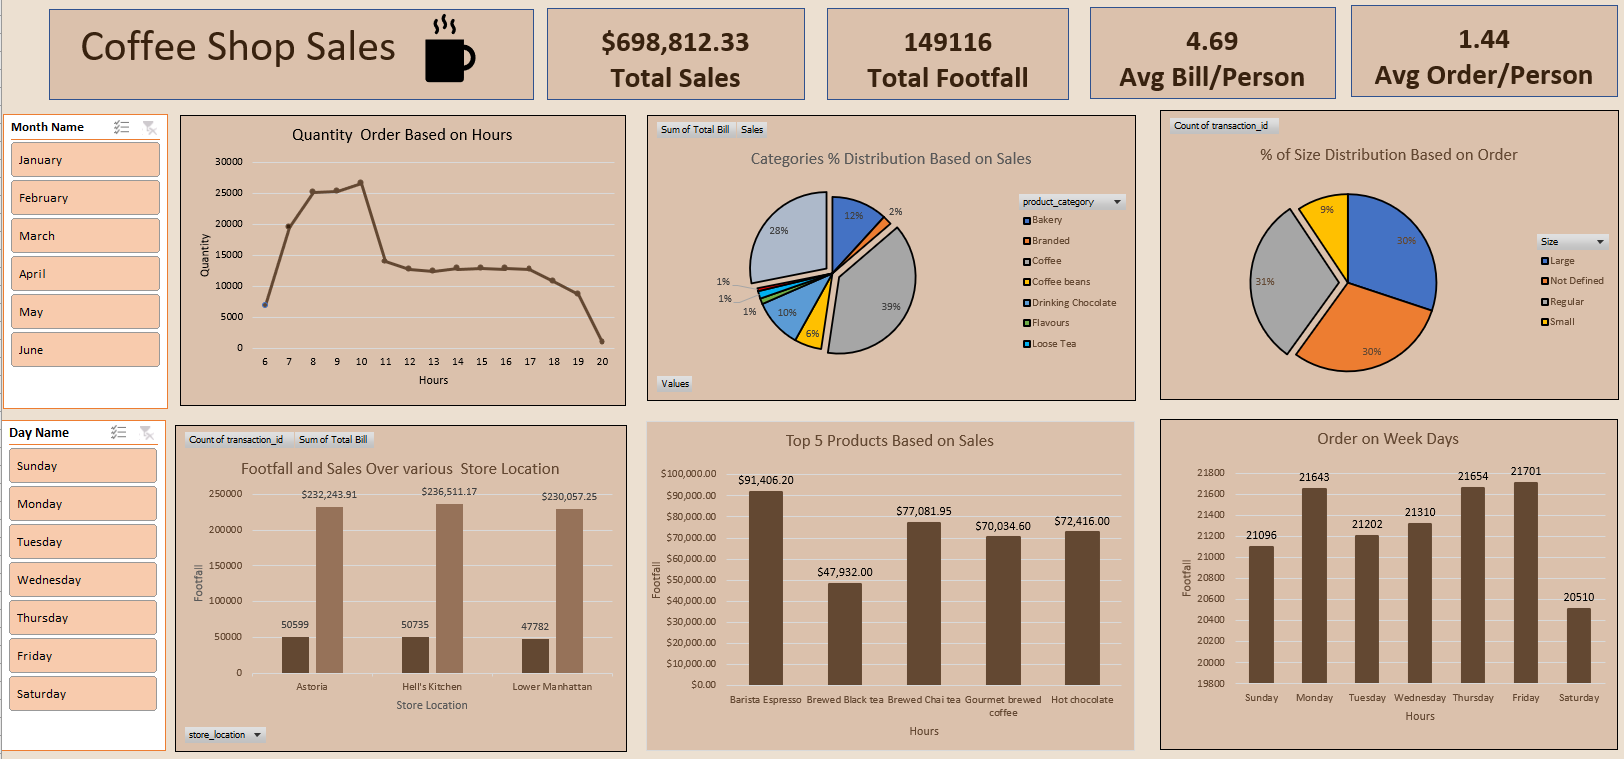 Coffee Shop Sales
$698,812.33
Total Sales
149116
Total Footfall
4.69
Avg Bill/Person
1.44
Avg Order/Person
Month Name
January
February
March
April
May
June
Quantity  Order Based on Hours
30000
25000
20000
15000
10000
5000
0
Quantity
6 7 8 9 10 11 12 13 14 15 16 17 18 19 20
Hours
Sum of Total Bill Sales
Categories % Distribution Based on Sales
12%
2%
39%
6%
10%
1%
1%
1%
28%
product_category
Bakery
Branded
Coffee
Coffee beans
Drinking Chocolate
Flavours
Loose Tea
Values
Count of transaction_id
% of Size Distribution Based on Order
30%
30%
31%
9%
Size
Large
Not Defined
Regular
Small
Day Name
Sunday
Monday
Tuesday
Wednesday
Thursday
Friday
Saturday
Count of transaction_id Sum of Total Bill
Footfall and Sales Over various  Store Location
250000
200000
150000
100000
50000
0
Footfall
$232,243.91
$236,511.17
$230,057.25
50599
50735
47782
Astoria Hell's Kitchen Lower Manhattan
Store Location
store_location
Top 5 Products Based on Sales
$100,000.00
$90,000.00
$80,000.00
$70,000.00
$60,000.00
$50,000.00
$40,000.00
$30,000.00
$20,000.00
$10,000.00
$0.00
Footfall
$91,406.20
$47,932.00
$77,081.95
$70,034.60
$72,416.00
Barista Espresso Brewed Black tea Brewed Chai tea Gourmet brewed Hot chocolate
coffee
Hours
Order on Week Days
21800
21600
21400
21200
21000
20800
20600
20400
20200
20000
19800
Footfall
21096
21643
21202
21310
21654
21701
20510
Sunday Monday Tuesday Wednesday Thursday Friday Saturday
Hours